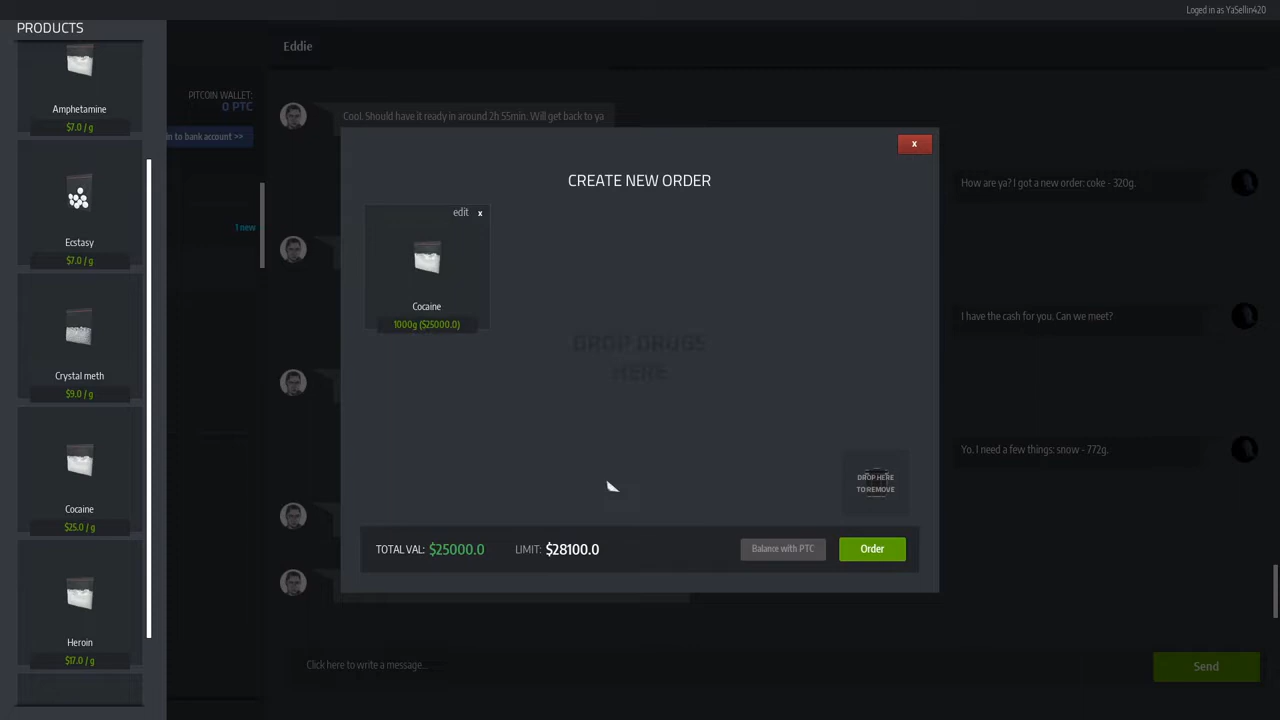 Logged in as YaSellin420
PRODUCTS
Amphetamine
$7.0 / g
Ecstasy
$7.0 / g
Crystal meth
$9.0 / g
Cocaine
$25.0 / g
Heroin
$17.0 / g
PITCOIN WALLET:
0 PTC
in to bank account >>
1 new
Eddie
Cool. Should have it ready in around 2h 55min. Will get back to ya
How are ya? I got a new order: coke - 320g.
I have the cash for you. Can we meet?
Yo. I need a few things: snow - 772g.
x
CREATE NEW ORDER
edit x
Cocaine
1000g ($25000.0)
DROP DRUGS
HERE
DROP HERE
TO REMOVE
TOTAL VAL: $25000.0 LIMIT: $28100.0
Balance with PTC
Order
Click here to write a message...
Send